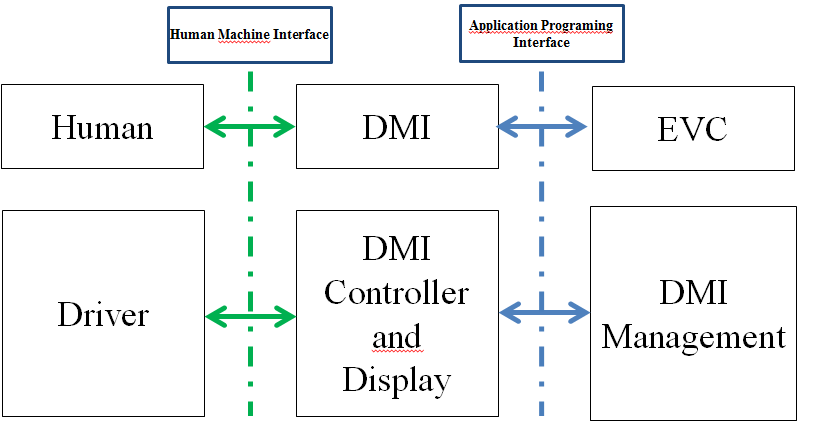 Human Machine Interface
Application Programing
Interface
Human
DMI
EVC
Driver
DMI
Controller
and
Display
DMI
Management